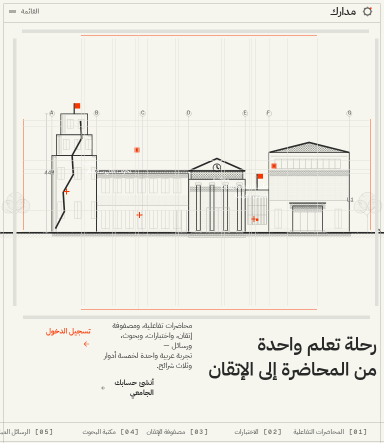 مدارك
القائمة
A B C D E F G
رحلة تعلم واحدة
من المحاضرة إلى الإتقان
محاضرات تفاعلية، ومصفوفة
إتقان، واختبارات، وبحوث،
ورسائل —
تجربة عربية واحدة لخمسة أدوار
وثلاث شرائح.
تسجيل الدخول
←
أنشئ حسابك
الجامعي
←
[01] المحاضرات التفاعلية [02] الاختبارات [03] مصفوفة الإتقان [04] مكتبة البحوث [05] الرسائل